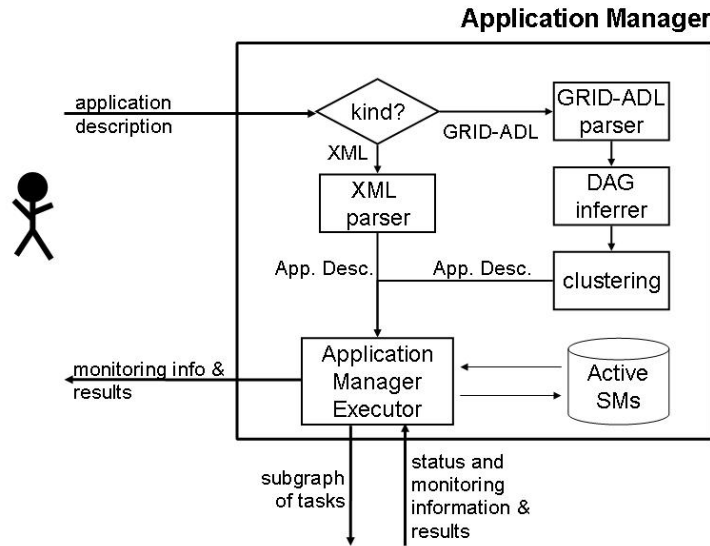 Application Manager
application
description
kind?
GRID-ADL
parser
GRID-ADL
XML
XML
parser
DAG
inferrer
App. Desc.
App. Desc.
clustering
monitoring info &
results
Application
Manager
Executor
Active
SMs
subgraph
of tasks
status and
monitoring
information &
results